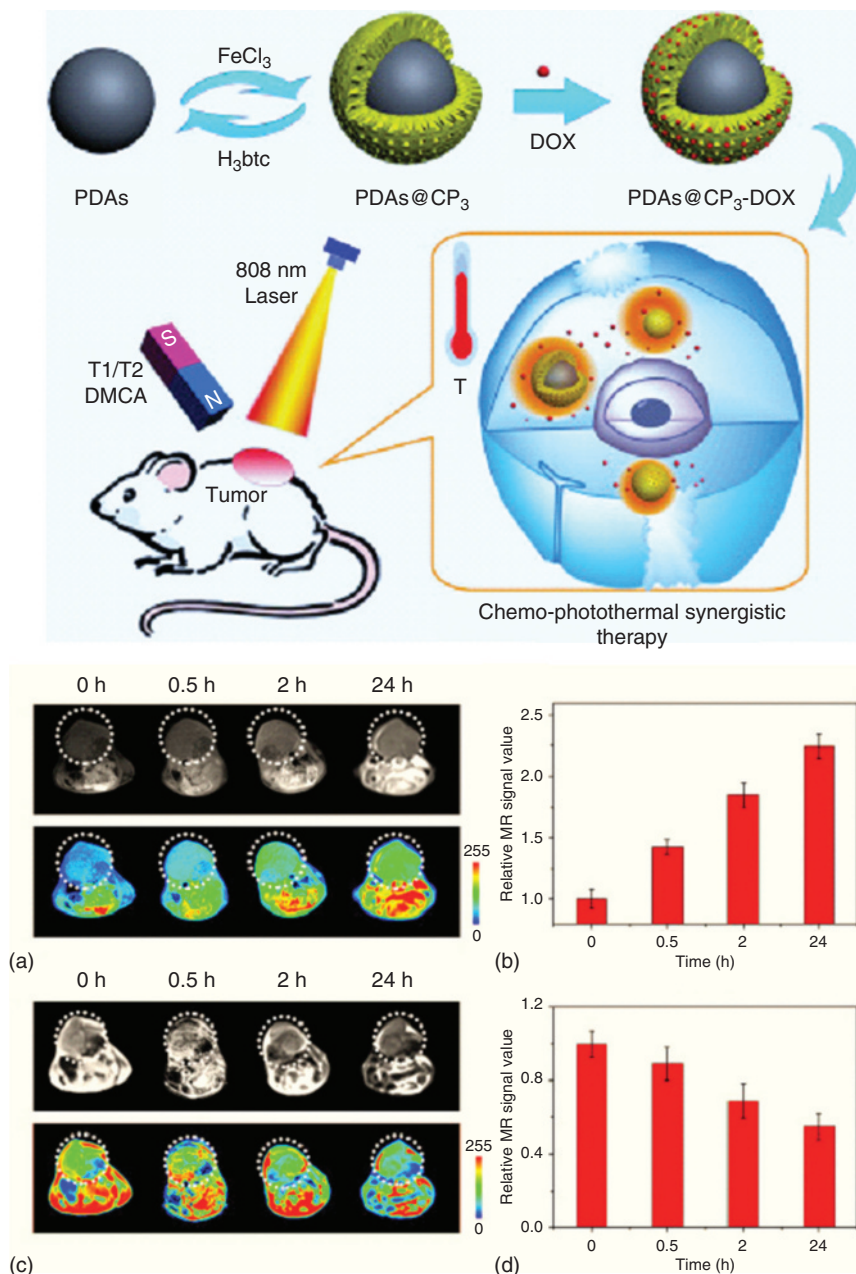 FeCl3
H3btc
DOX
PDAs
PDAs@CP3
PDAs@CP3-DOX
808 nm
Laser
S
N
T1/T2
DMCA
T
Tumor
Chemo-photothermal synergistic
therapy
0 h 0.5 h 2 h 24 h
255
0
(a)
Relative MR signal value
2.5
2.0
1.5
1.0
0 0.5 2 24
Time (h)
(b)
0 h 0.5 h 2 h 24 h
255
0
(c)
Relative MR signal value
1.2
0.8
0.4
0.0
0 0.5 2 24
Time (h)
(d)